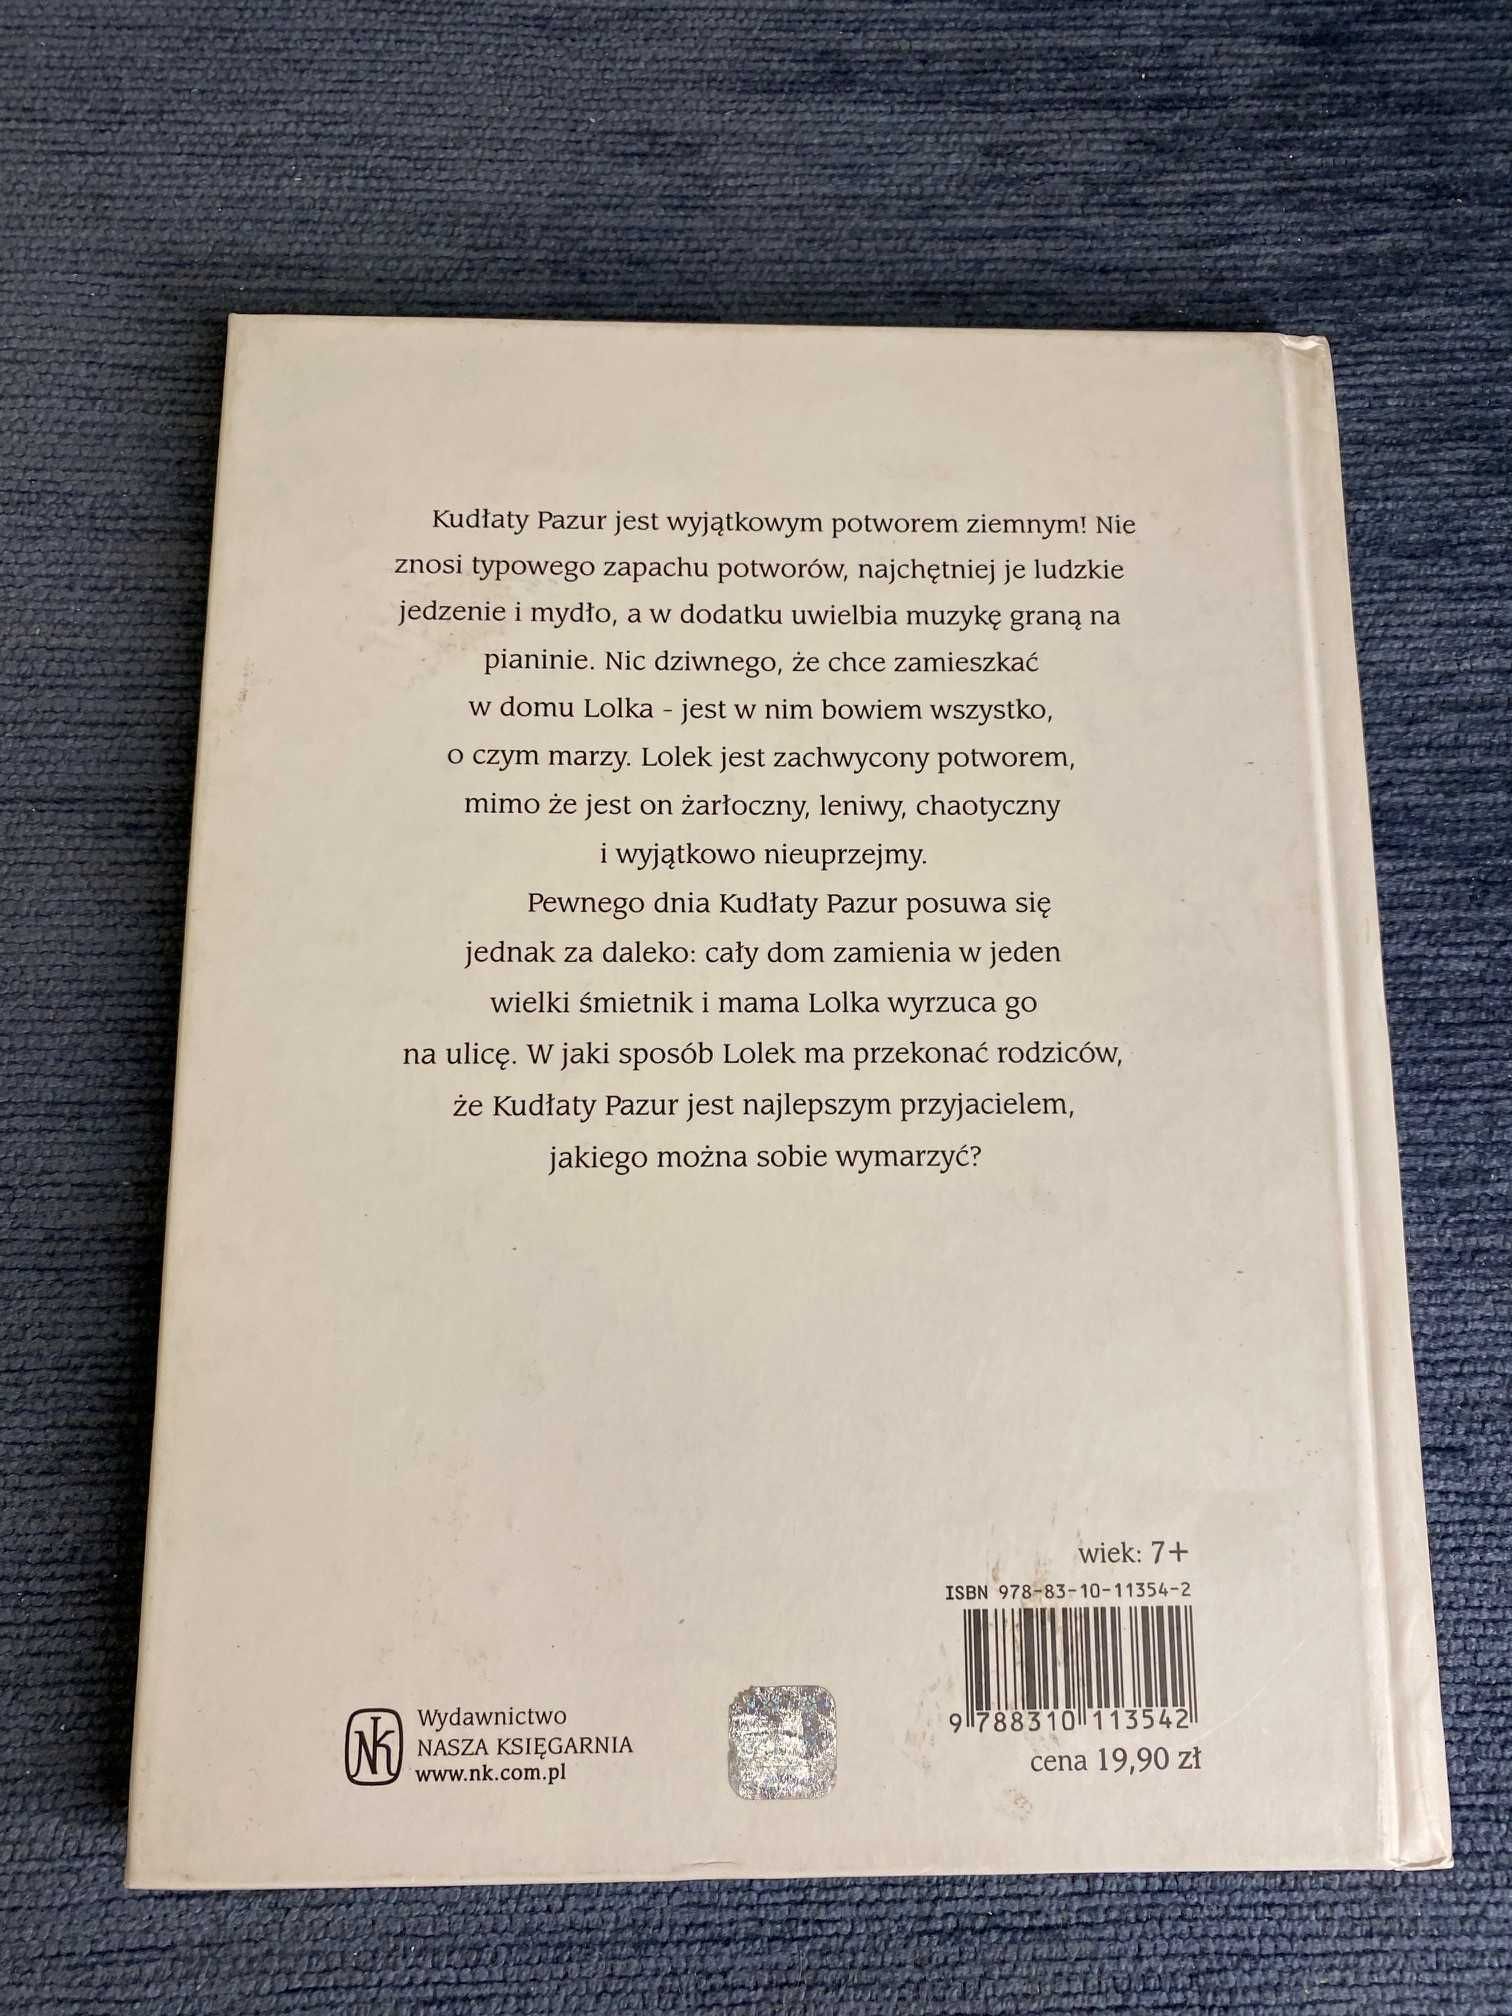 Kudłaty Pazur jest wyjątkowym potworem ziemnym! Nie
znosi typowego zapachu potworów, najchętniej je ludzkie
jedzenie i mydło, a w dodatku uwielbia muzykę graną na
pianinie. Nic dziwnego, że chce zamieszkać
w domu Lolka - jest w nim bowiem wszystko,
o czym marzy. Lolek jest zachwycony potworem,
mimo że jest on żarłoczny, leniwy, chaotyczny
i wyjątkowo nieuprzejmy.
Pewnego dnia Kudłaty Pazur posuwa się
jednak za daleko: cały dom zamienia w jeden
wielki śmietnik i mama Lolka wyrzuca go
na ulicę. W jaki sposób Lolek ma przekonać rodziców,
że Kudłaty Pazur jest najlepszym przyjacielem,
jakiego można sobie wymarzyć?
wiek: 7+
ISBN 978-83-10-11354-2
9 788310 113542
cena 19,90 zł
NK
Wydawnictwo
NASZA KSIĘGARNIA
www.nk.com.pl